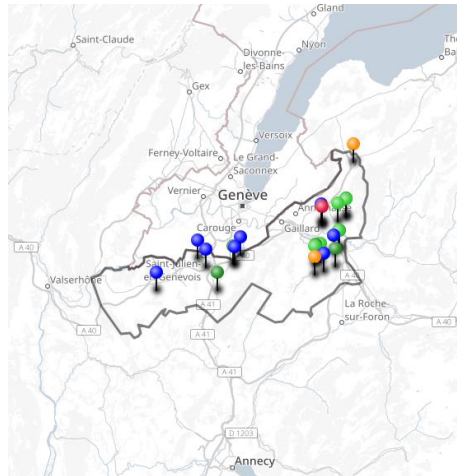 Gland
Saint-Claude
Nyon
Divonne-
les-Bains
Gex
Versoix
Ferney-Voltaire
Le Grand-
Saconnex
Vernier
Genève
Carouge
Gaillard
A 40
Saint-Julien-
en-Genevois
Valserhône
A 40
A 41
La Roche
sur-Foron
A 40
A 40
A 41
A 41
D 1203
Annecy